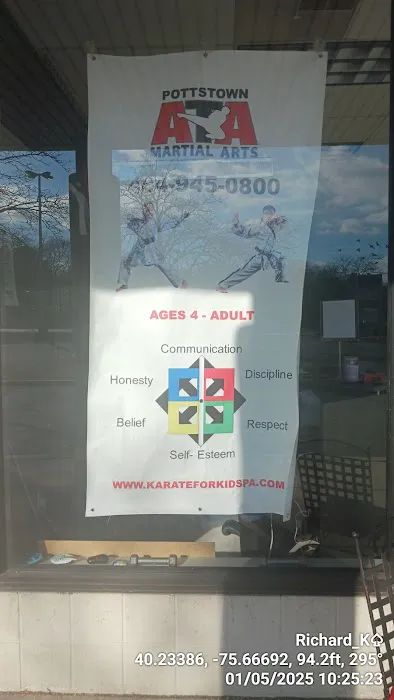 POTTSTOWN
ATA
MARTIAL ARTS
484-945-0800
AGES 4 - ADULT
Communication
Honesty
Discipline
Belief
Respect
Self- Esteem
WWW.KARATEFORKIDSPA.COM
Richard_K
40.23386, -75.66692, 94.2ft, 295°
01/05/2025 10:25:23